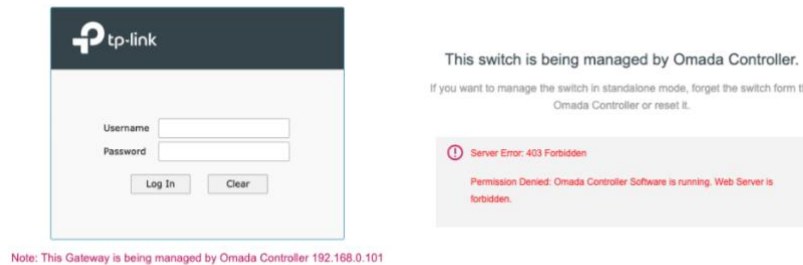 tp-link
Username
Password
Log In Clear
Note: This Gateway is being managed by Omada Controller 192.168.0.101
This switch is being managed by Omada Controller.
If you want to manage the switch in standalone mode, forget the switch form
Omada Controller or reset it.
Server Error: 403 Forbidden
Permission Denied: Omada Controller Software is running. Web Server is
forbidden.